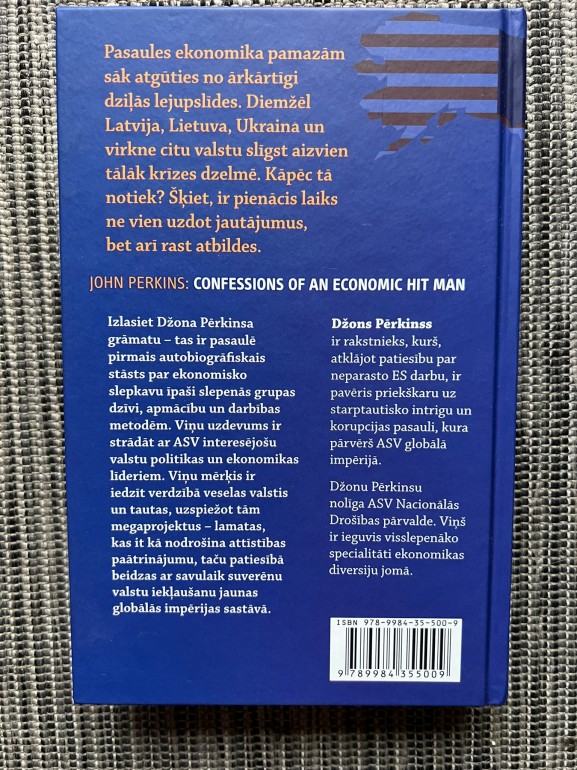 Pasaules ekonomika pamazām
sāk atgūties no ārkārtīgi
dziļās lejupslīdes. Diemžēl
Latvija, Lietuva, Ukraina un
virkne citu valstu slīgst aizvien
tālāk krīzes dzelmē. Kāpēc tā
notiek? Šķiet, ir pienācis laiks
ne vien uzdot jautājumus,
bet arī rast atbildes.
JOHN PERKINS: CONFESSIONS OF AN ECONOMIC HIT MAN
Izlasiet Džona Pērkinsa
grāmatu – tas ir pasaulē
pirmais autobiogrāfiskais
stāsts par ekonomisko
slepkavu īpaši slepenās grupas
dzīvi, apmācību un darbības
metodēm. Viņu uzdevums ir
strādāt ar ASV interesējošu
valstu politikas un ekonomikas
līderiem. Viņu mērķis ir
iedzīt verdzībā veselas valstis
un tautas, uzspiežot tām
megaprojektus – lamatas,
kas it kā nodrošina attīstības
paātrinājumu, taču patiesībā
beidzas ar savulaik suverēnu
valstu iekļaušanu jaunas
globālās impērijas sastāvā.
Džons Pērkinss
ir rakstnieks, kurš,
atklājot patiesību par
neparasto ES darbu, ir
pavēris priekškaru uz
starptautisko intrigu un
korupcijas pasauli, kura
pārvērš ASV globālā
impērijā.
Džonu Pērkinsu
nolīga ASV Nacionālās
Drošības pārvalde. Viņš
ir ieguvis visslepenāko
specialitāti ekonomikas
diversiju jomā.
ISBN 978-9984-35-500-9
9 789984 355009